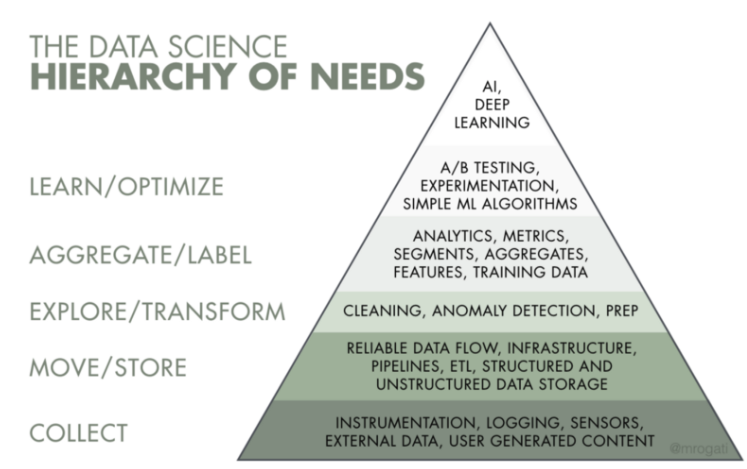 THE DATA SCIENCE
HIERARCHY OF NEEDS
AI,
DEEP
LEARNING
LEARN/OPTIMIZE
A/B TESTING,
EXPERIMENTATION,
SIMPLE ML ALGORITHMS
AGGREGATE/LABEL
ANALYTICS, METRICS,
SEGMENTS, AGGREGATES,
FEATURES, TRAINING DATA
EXPLORE/TRANSFORM
CLEANING, ANOMALY DETECTION, PREP
MOVE/STORE
RELIABLE DATA FLOW, INFRASTRUCTURE,
PIPELINES, ETL, STRUCTURED AND
UNSTRUCTURED DATA STORAGE
COLLECT
INSTRUMENTATION, LOGGING, SENSORS,
EXTERNAL DATA, USER GENERATED CONTENT
@mrogati